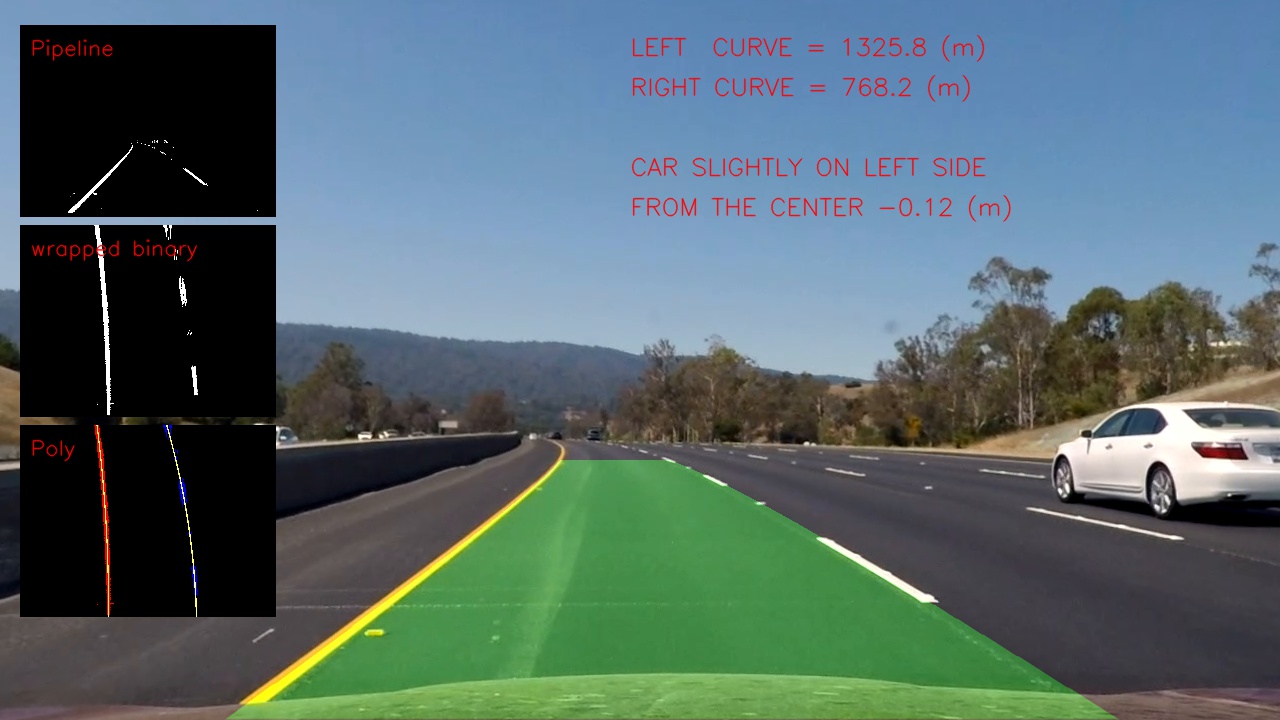 Pipeline
wrapped binary
Poly
LEFT CURVE = 1325.8 (m)
RIGHT CURVE = 768.2 (m)
CAR SLIGHTLY ON LEFT SIDE
FROM THE CENTER -0.12 (m)